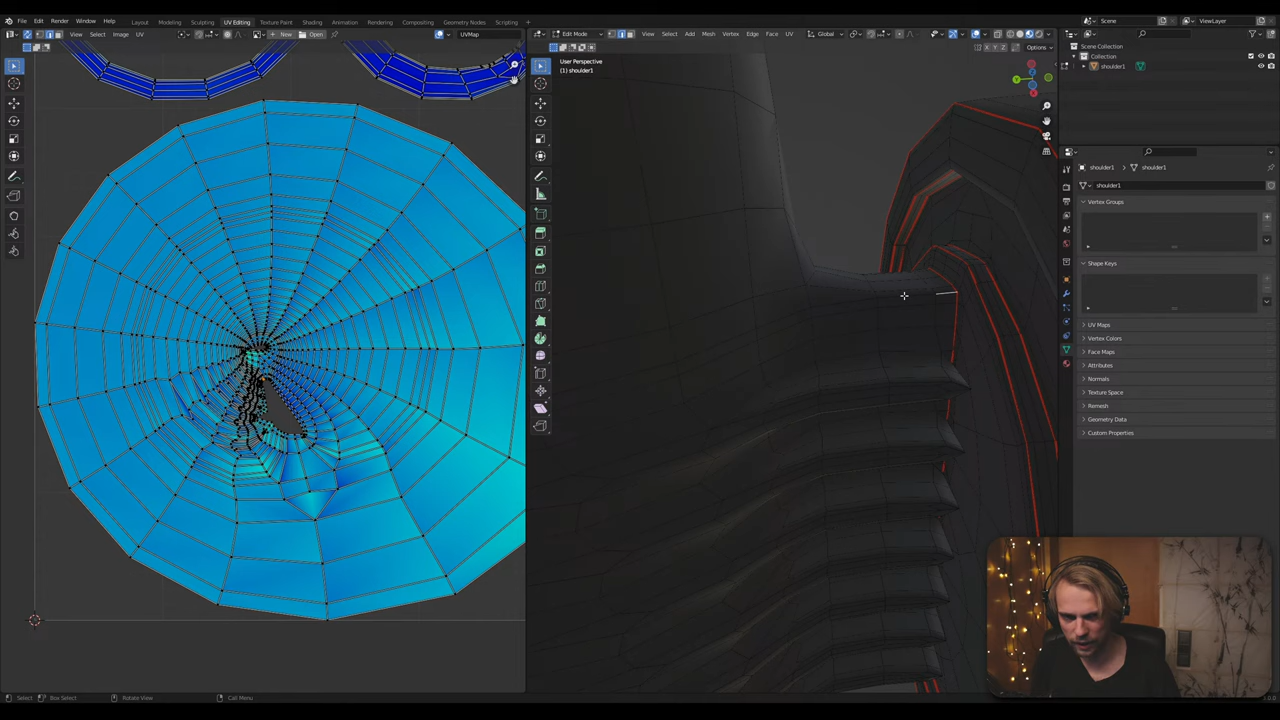 File Edit Render Window Help Layout Modeling Sculpting UV Editing Texture Paint Shading Animation Rendering Compositing Geometry Nodes Scripting + Scene ViewLayer
View Select Image UV New Open UVMap Edit Mode View Select Add Mesh Vertex Edge Face UV Global
X Y Z Options
User Perspective
(1) shoulder1
Scene Collection
Collection
shoulder1
shoulder1 > shoulder1
shoulder1
Vertex Groups
Shape Keys
UV Maps
Vertex Colors
Face Maps
Attributes
Normals
Texture Space
Remesh
Geometry Data
Custom Properties
Select Box Select Rotate View Call Menu